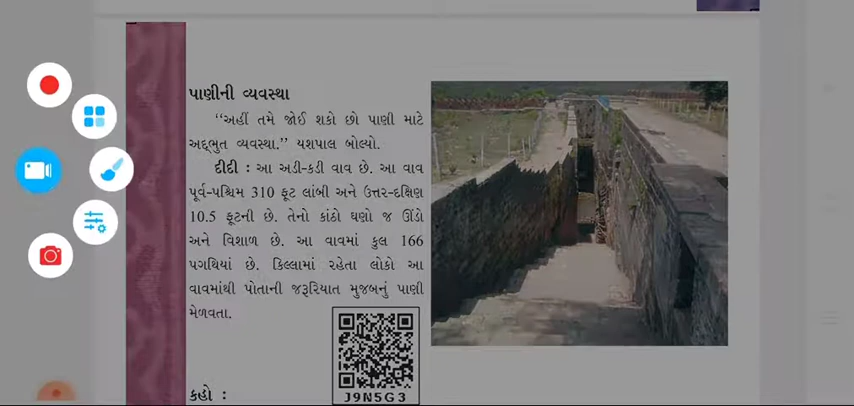 પાણીની વ્યવસ્થા
“અહીં તમે જોઈ શકો છો પાણી માટે
અદ્ભુત વ્યવસ્થા.” યશપાલ બોલ્યો.
દીદી : આ અડી-કડી વાવ છે. આ વાવ
પૂર્વ-પશ્ચિમ 310 ફૂટ લાંબી અને ઉત્તર-દક્ષિણ
10.5 ફૂટની છે. તેનો કાંઠો ઘણો જ ઊંડો
અને વિશાળ છે. આ વાવમાં કુલ 166
પગથિયાં છે. કિલ્લામાં રહેતા લોકો આ
વાવમાંથી પોતાની જરૂરિયાત મુજબનું પાણી
મેળવતા.
J9N5G3
કહો :